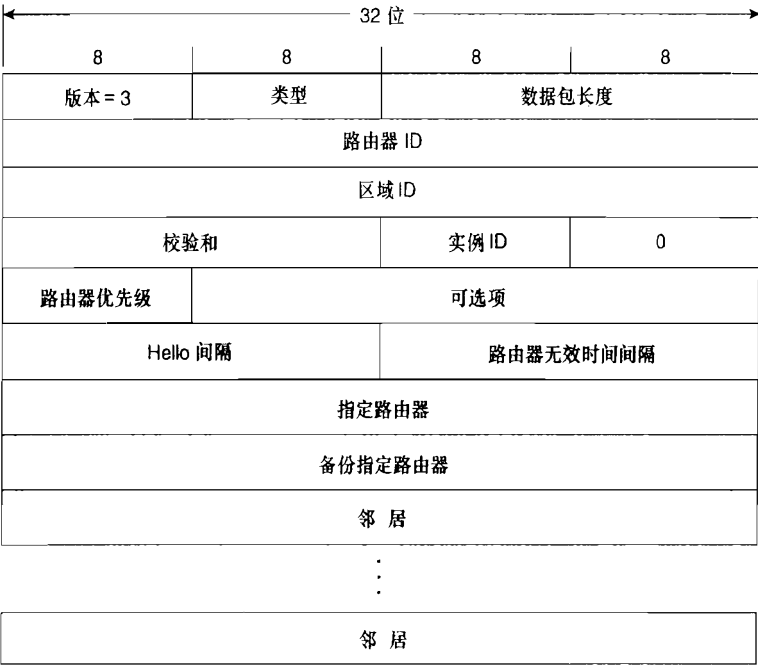 32 位
8 8 8 8
版本 = 3 类型 数据包长度
路由器 ID
区域 ID
校验和 实例 ID 0
路由器优先级 可选项
Hello 间隔 路由器无效时间间隔
指定路由器
备份指定路由器
邻 居
邻 居